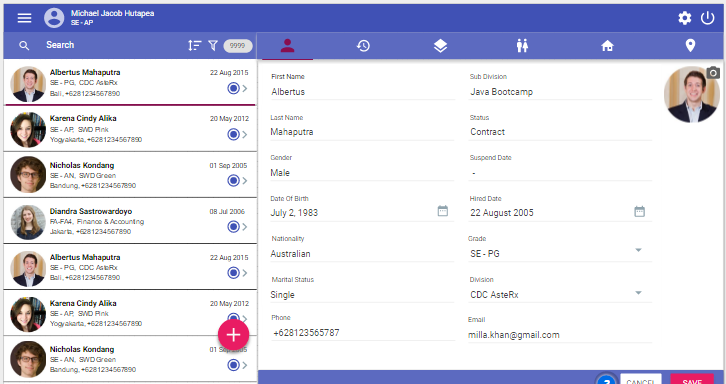 Michael Jacob Hutapea
SE - AP
Search
9999
Albertus Mahaputra
22 Aug 2015
SE - PG, CDC AsteRx
Bali, +6281234567890
Karena Cindy Alika
20 May 2012
SE - AP, SWD Pink
Yogyakarta, +6281234567890
Nicholas Kondang
01 Sep 2005
SE - AN, SWD Green
Bandung, +6281234567890
Diandra Sastrowardoyo
08 Jul 2006
FA-FA4, Finance & Accounting
Jakarta, +6281234567890
Albertus Mahaputra
22 Aug 2015
SE - PG, CDC AsteRx
Bali, +6281234567890
Karena Cindy Alika
20 May 2012
SE - AP, SWD Pink
Yogyakarta, +6281234567890
Nicholas Kondang
01 Sep 2005
SE - AN, SWD Green
Bandung, +6281234567890
First Name
Albertus
Sub Division
Java Bootcamp
Last Name
Mahaputra
Status
Contract
Gender
Male
Suspend Date
-
Date Of Birth
July 2, 1983
Hired Date
22 August 2005
Nationality
Australian
Grade
SE - PG
Marital Status
Single
Division
CDC AsteRx
Phone
+628123565787
Email
milla.khan@gmail.com
CANCEL
SAVE